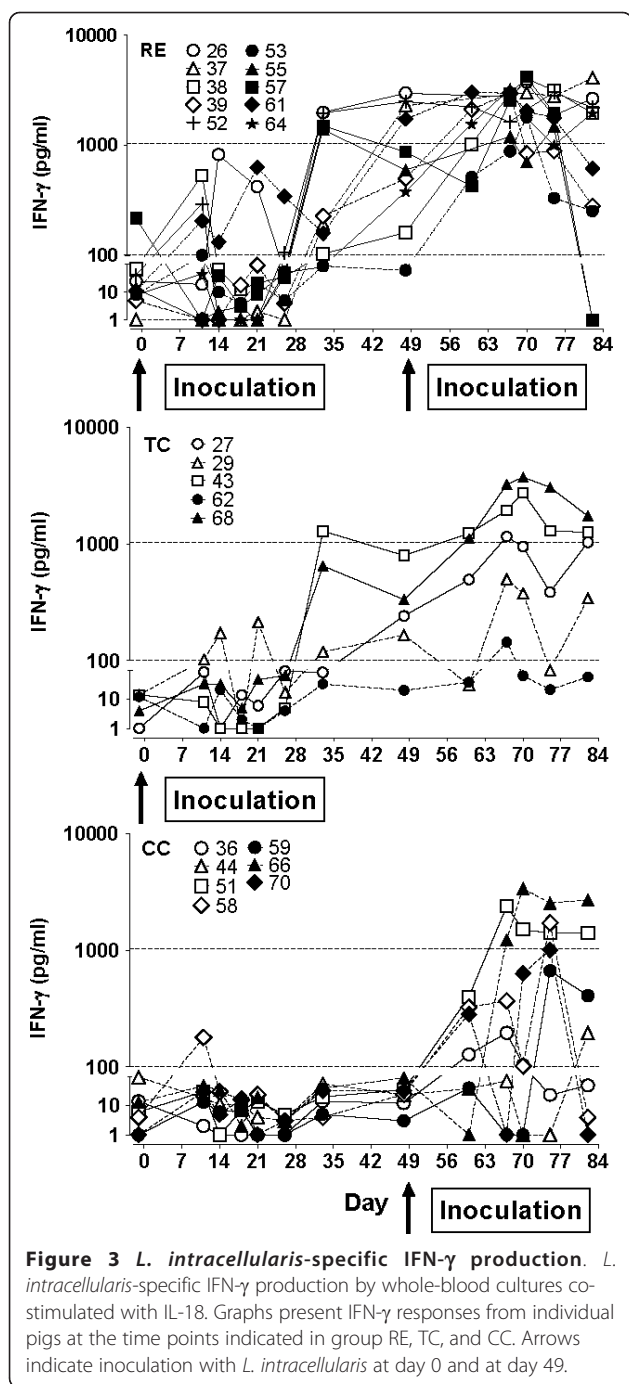 10000
RE
26
53
37
55
38
57
39
61
52
64
IFN-γ (pg/ml)
1000
100
10
1
0 7 14 21 28 35 42 49 56 63 70 77 84
Inoculation
Inoculation
10000
TC
27
29
43
62
68
IFN-γ (pg/ml)
1000
100
10
1
0 7 14 21 28 35 42 49 56 63 70 77 84
Inoculation
10000
CC
36
59
44
66
51
70
58
IFN-γ (pg/ml)
1000
100
10
1
0 7 14 21 28 35 42 49 56 63 70 77 84
Day
Inoculation
Figure 3 L. intracellularis-specific IFN-γ production. L.
intracellularis-specific IFN-γ production by whole-blood cultures co-
stimulated with IL-18. Graphs present IFN-γ responses from individual
pigs at the time points indicated in group RE, TC, and CC. Arrows
indicate inoculation with L. intracellularis at day 0 and at day 49.